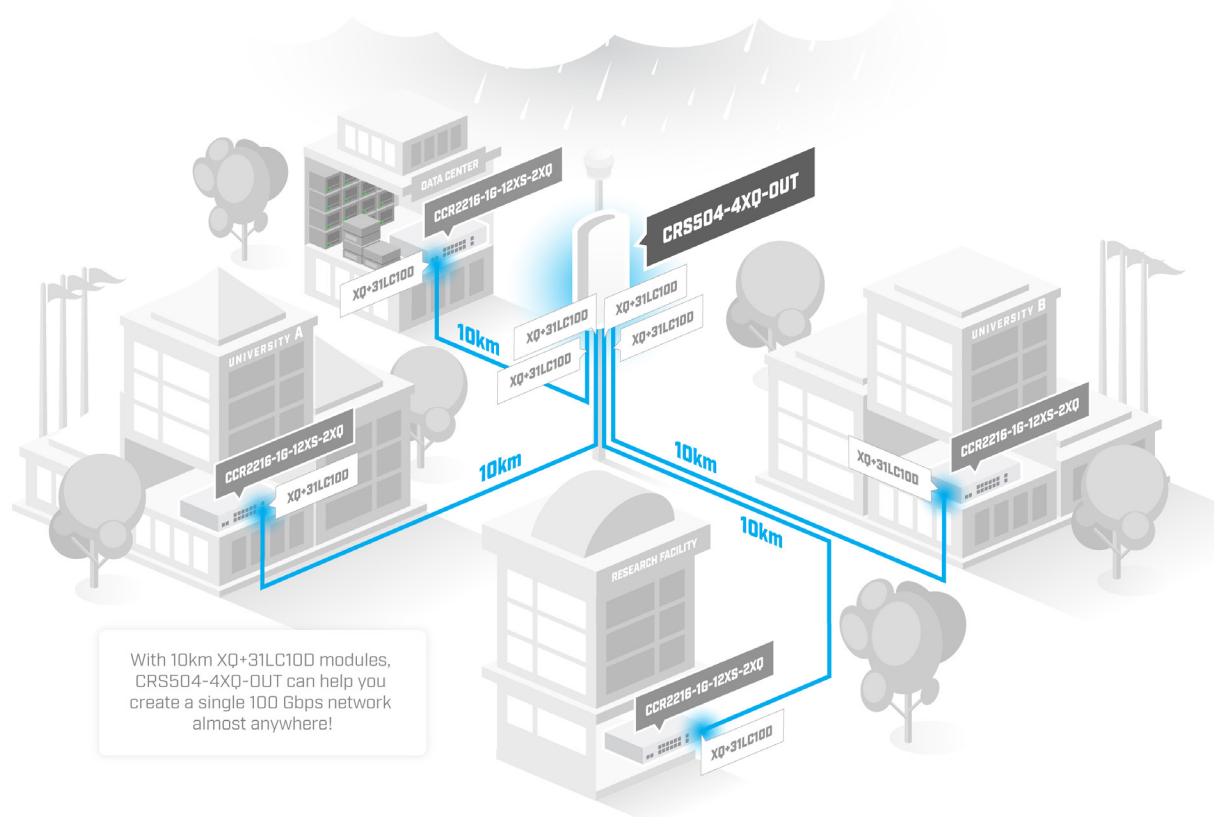 DATA CENTER
CCR2216-1G-12XS-2XQ
CRS504-4XQ-OUT
XQ+31LC10D
XQ+31LC10D
XQ+31LC10D
XQ+31LC10D
XQ+31LC10D
10km
UNIVERSITY A
UNIVERSITY B
CCR2216-1G-12XS-2XQ
XQ+31LC10D
10km
10km
XQ+31LC10D
CCR2216-1G-12XS-2XQ
10km
RESEARCH FACILITY
CCR2216-1G-12XS-2XQ
XQ+31LC10D
With 10km XQ+31LC10D modules,
CRS504-4XQ-OUT can help you
create a single 100 Gbps network
almost anywhere!